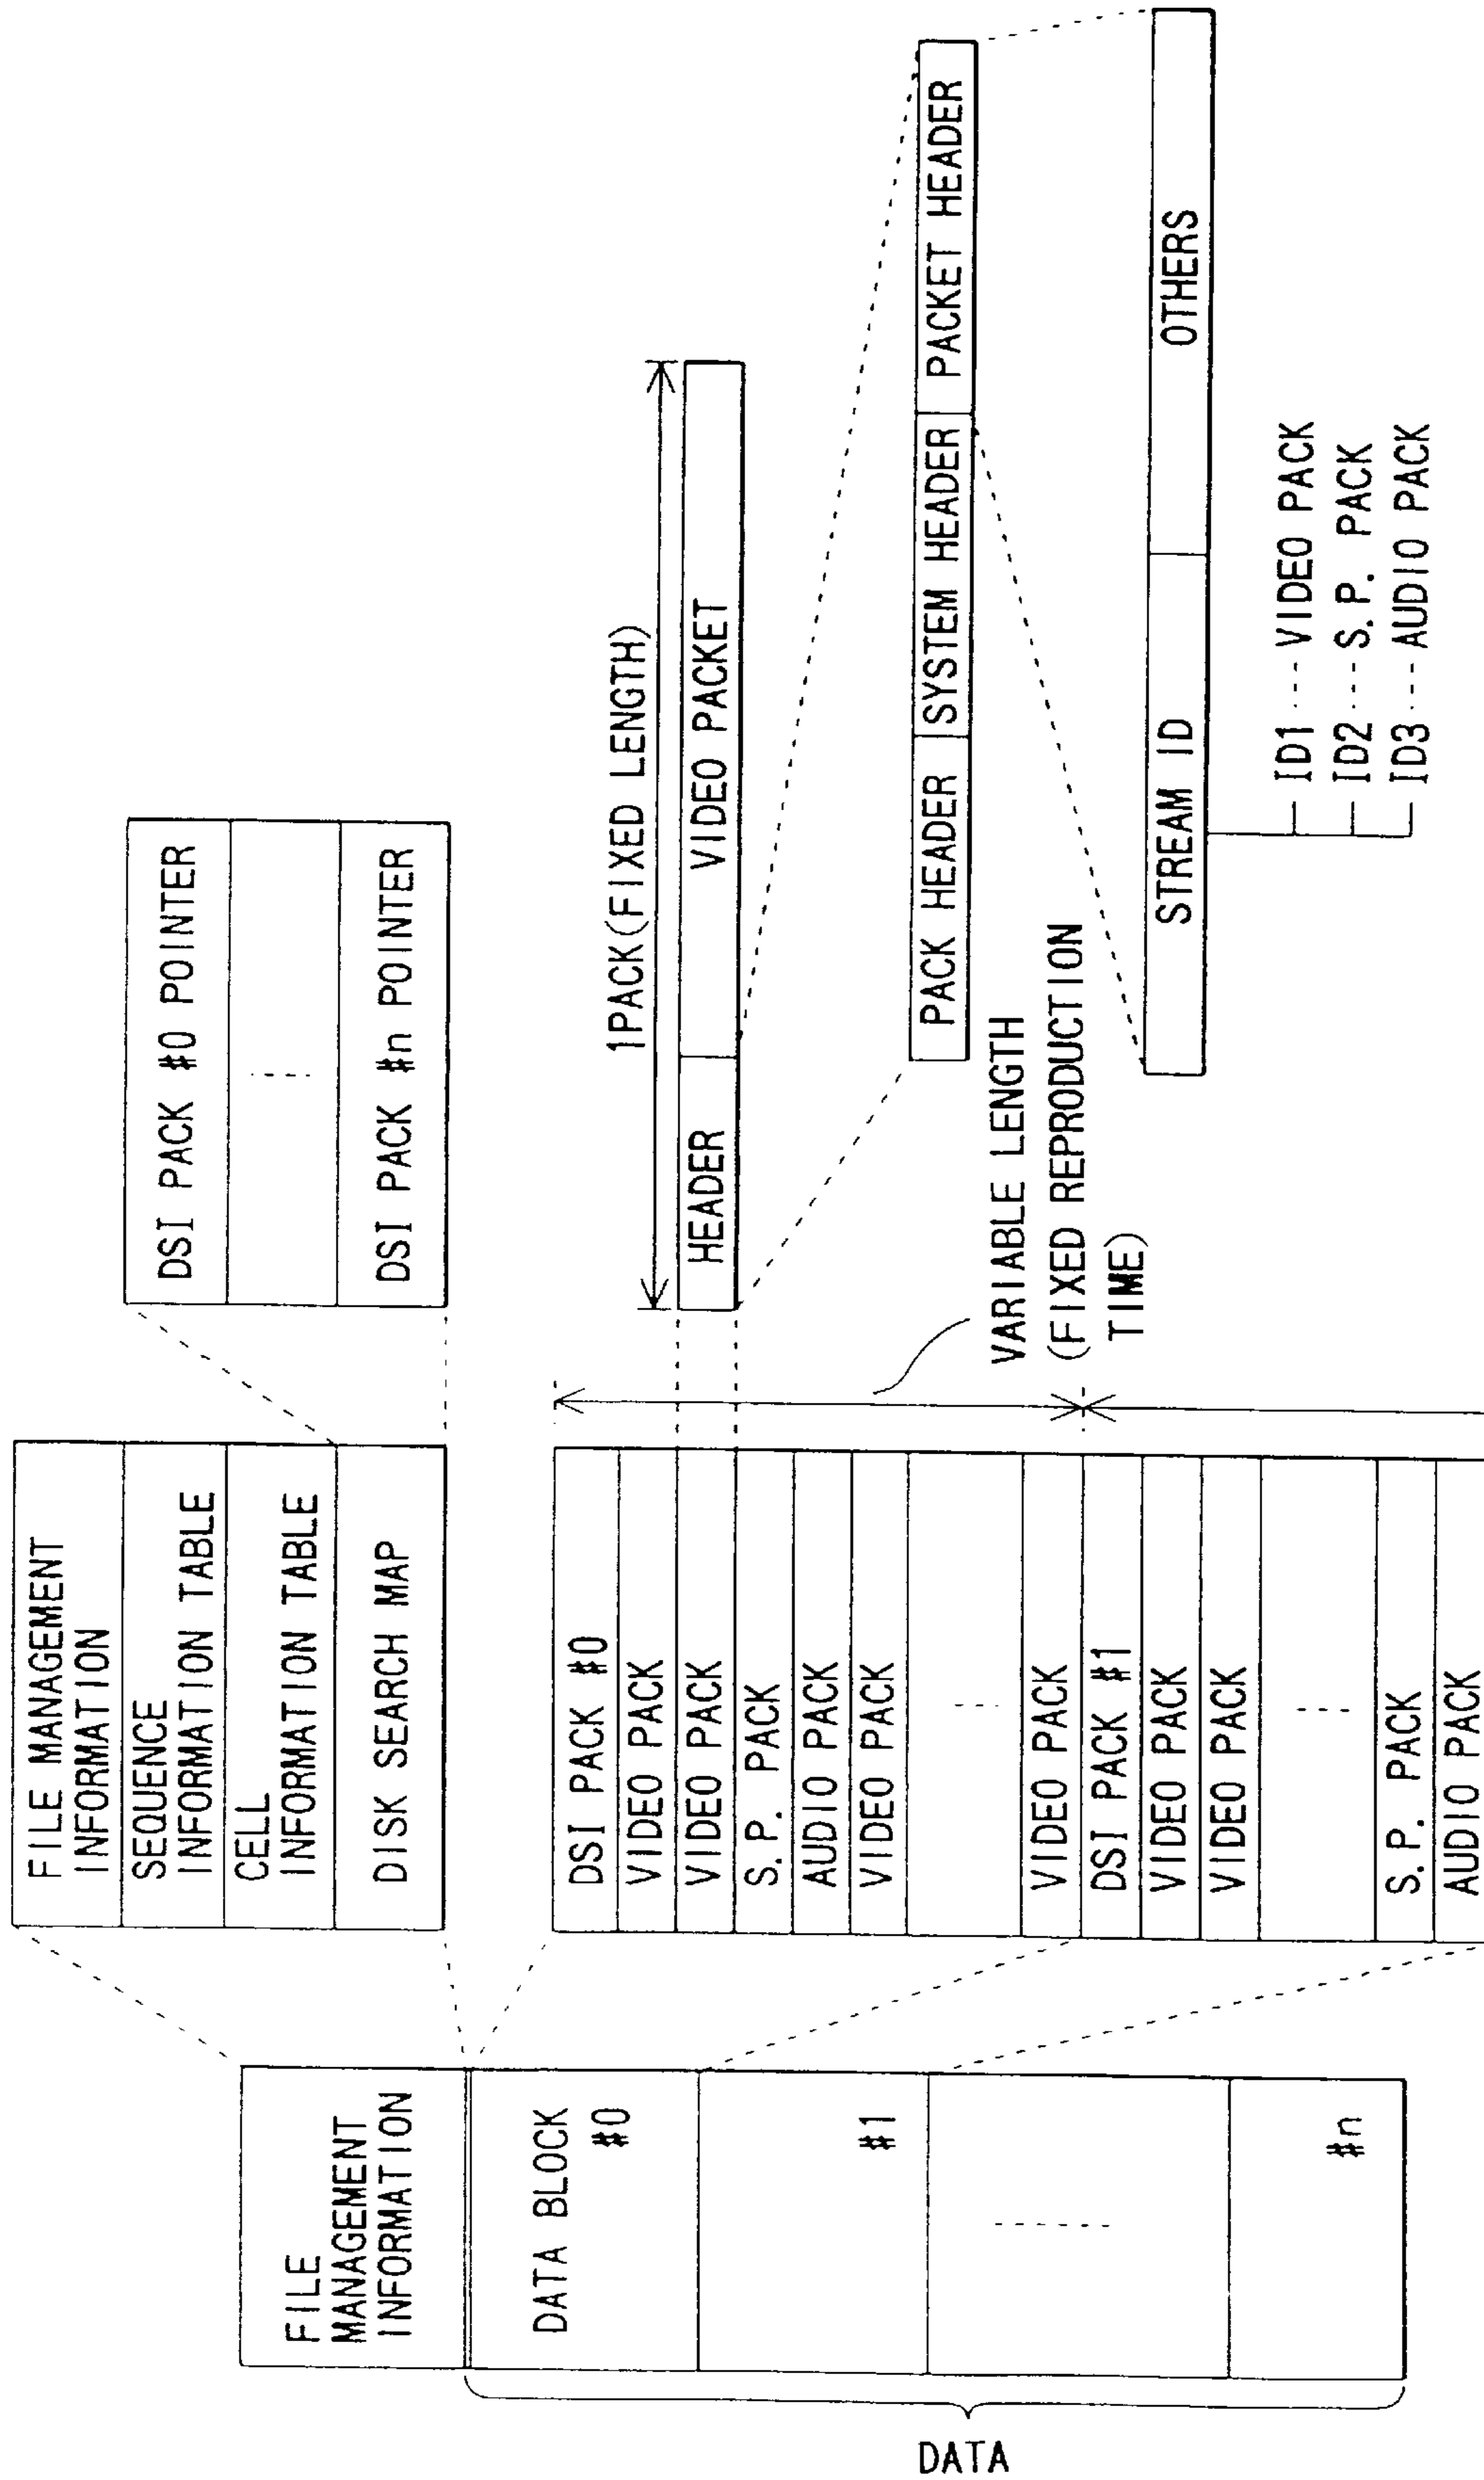 FILE
MANAGEMENT
INFORMATION
DATA BLOCK
#0
#1
#n
DATA
FILE MANAGEMENT
INFORMATION
SEQUENCE
INFORMATION TABLE
CELL
INFORMATION TABLE
DISK SEARCH MAP
DSI PACK #0 POINTER
DSI PACK #n POINTER
DSI PACK #0
VIDEO PACK
VIDEO PACK
S.P. PACK
AUDIO PACK
VIDEO PACK
VIDEO PACK
DSI PACK #1
VIDEO PACK
VIDEO PACK
S.P. PACK
AUDIO PACK
VARIABLE LENGTH
(FIXED REPRODUCTION
TIME)
1PACK(FIXED LENGTH)
HEADER
VIDEO PACKET
PACK HEADER
SYSTEM HEADER
PACKET HEADER
STREAM ID
OTHERS
ID1----VIDEO PACK
ID2----S.P. PACK
ID3----AUDIO PACK